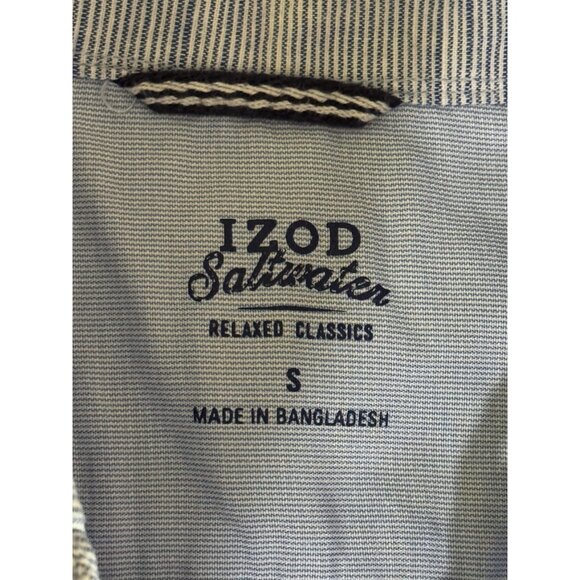 IZOD
Saltwater
RELAXED CLASSICS
S
MADE IN BANGLADESH